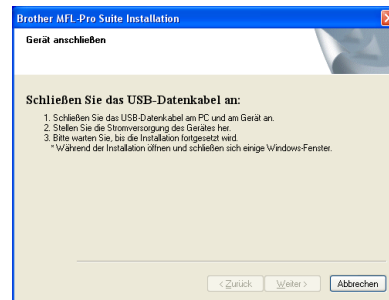 Brother MFL-Pro Suite Installation
Gerät anschließen
Schließen Sie das USB-Datenkabel an:
1. Schließen Sie das USB-Datenkabel am PC und am Gerät an.
2. Stellen Sie die Stromversorgung des Gerätes her.
3. Bitte warten Sie, bis die Installation fortgesetzt wird.
* Während der Installation öffnen und schließen sich einige Windows-Fenster.
< Zurück Weiter > Abbrechen